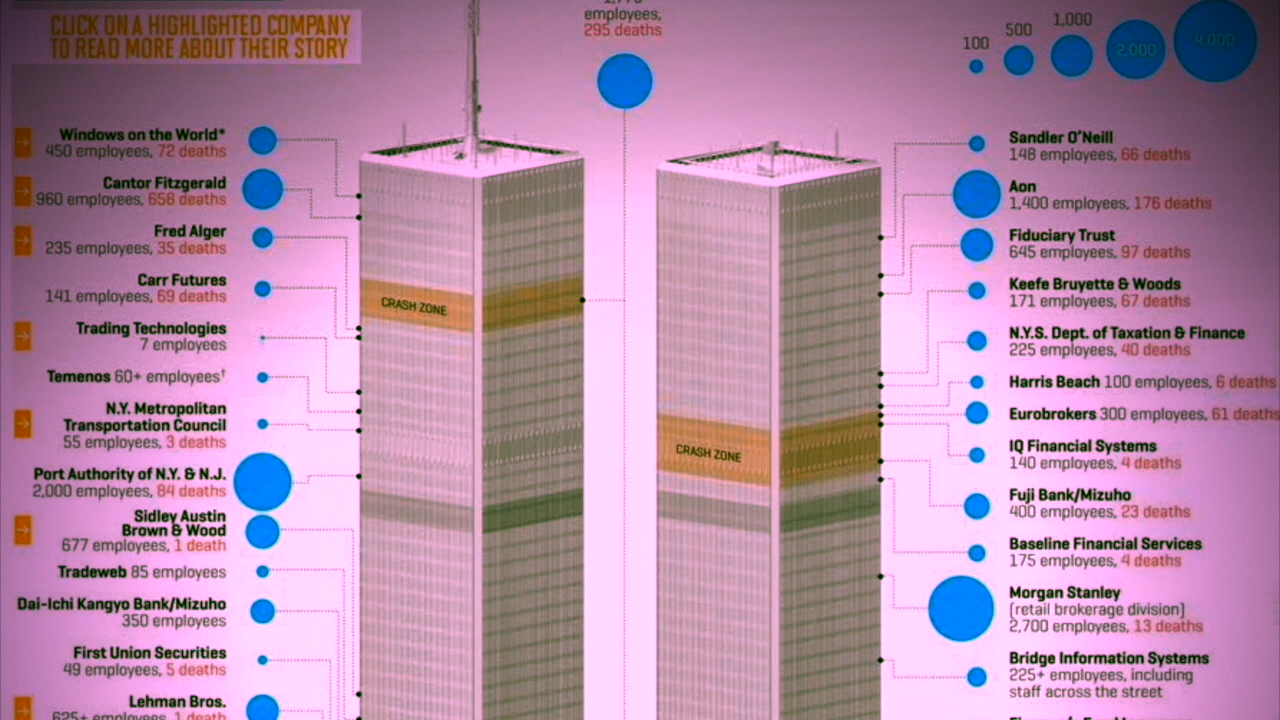 CLICK ON A HIGHLIGHTED COMPANY
TO READ MORE ABOUT THEIR STORY
employees,
295 deaths
100
500
1,000
2,000
4,000
Windows on the World*
450 employees, 72 deaths
Cantor Fitzgerald
960 employees, 658 deaths
Fred Alger
235 employees, 35 deaths
Carr Futures
141 employees, 69 deaths
Trading Technologies
7 employees
Temenos 60+ employees†
N.Y. Metropolitan
Transportation Council
55 employees, 3 deaths
Port Authority of N.Y. & N.J.
2,000 employees, 84 deaths
Sidley Austin
Brown & Wood
677 employees, 1 death
Tradeweb 85 employees
Dai-Ichi Kangyo Bank/Mizuho
350 employees
First Union Securities
49 employees, 5 deaths
Lehman Bros.
625+ employees, 1 death
CRASH ZONE
CRASH ZONE
Sandler O'Neill
148 employees, 66 deaths
Aon
1,400 employees, 176 deaths
Fiduciary Trust
645 employees, 97 deaths
Keefe Bruyette & Woods
171 employees, 67 deaths
N.Y.S. Dept. of Taxation & Finance
225 employees, 40 deaths
Harris Beach 100 employees, 6 deaths
Eurobrokers 300 employees, 61 deaths
IQ Financial Systems
140 employees, 4 deaths
Fuji Bank/Mizuho
400 employees, 23 deaths
Baseline Financial Services
175 employees, 4 deaths
Morgan Stanley
(retail brokerage division)
2,700 employees, 13 deaths
Bridge Information Systems
225+ employees, including
staff across the street